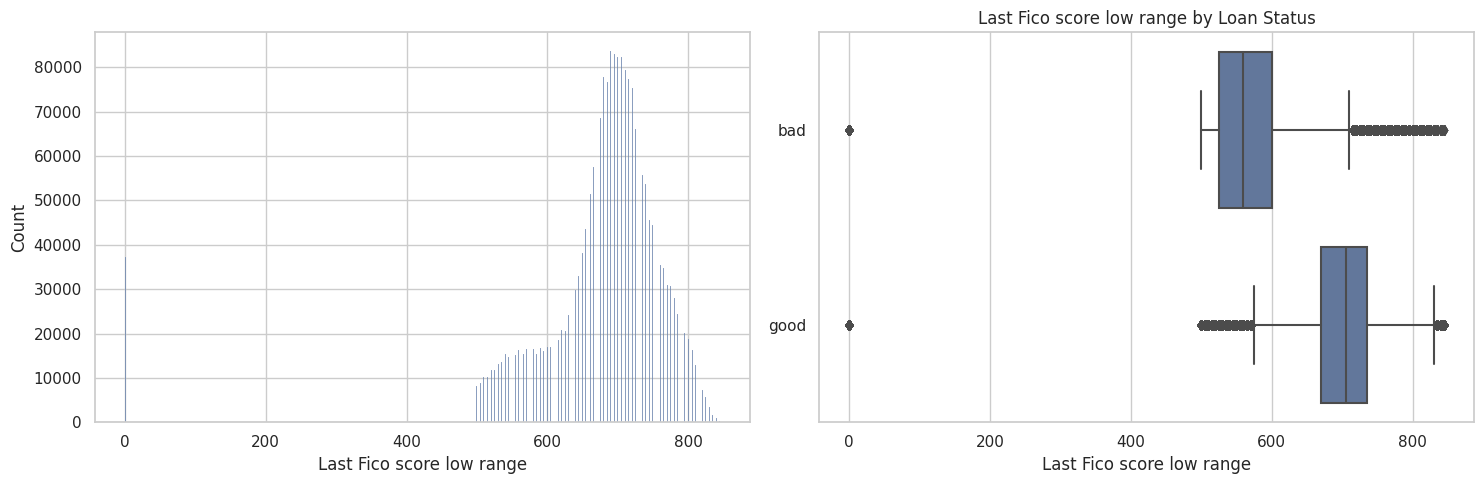 80000
70000
60000
50000
40000
30000
20000
10000
0
Count
0 200 400 600 800
Last Fico score low range
Last Fico score low range by Loan Status
bad
good
0 200 400 600 800
Last Fico score low range